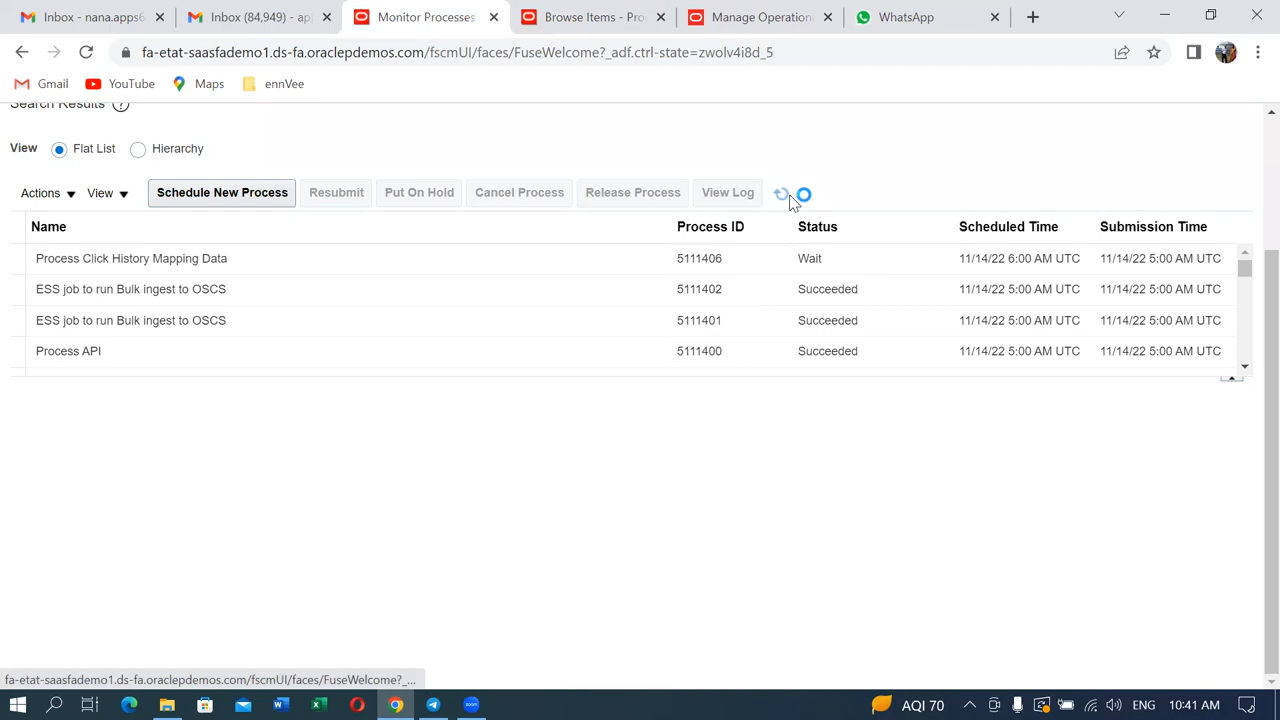 Inbox - nana.apps6
Inbox (84,949) - app
Monitor Processes
Browse Items - Pro
Manage Operation
WhatsApp
fa-etat-saasfademo1.ds-fa.oraclepdemos.com/fscmUI/faces/FuseWelcome?_adf.ctrl-state=zwolv4i8d_5
Gmail YouTube Maps ennVee
Search Results ?
View Flat List Hierarchy
Actions View Schedule New Process Resubmit Put On Hold Cancel Process Release Process View Log
Name Process ID Status Scheduled Time Submission Time
Process Click History Mapping Data 5111406 Wait 11/14/22 6:00 AM UTC 11/14/22 5:00 AM UTC
ESS job to run Bulk ingest to OSCS 5111402 Succeeded 11/14/22 5:00 AM UTC 11/14/22 5:00 AM UTC
ESS job to run Bulk ingest to OSCS 5111401 Succeeded 11/14/22 5:00 AM UTC 11/14/22 5:00 AM UTC
Process API 5111400 Succeeded 11/14/22 5:00 AM UTC 11/14/22 5:00 AM UTC
fa-etat-saasfademo1.ds-fa.oraclepdemos.com/fscmUI/faces/FuseWelcome?_...
AQI 70 ENG 10:41 AM